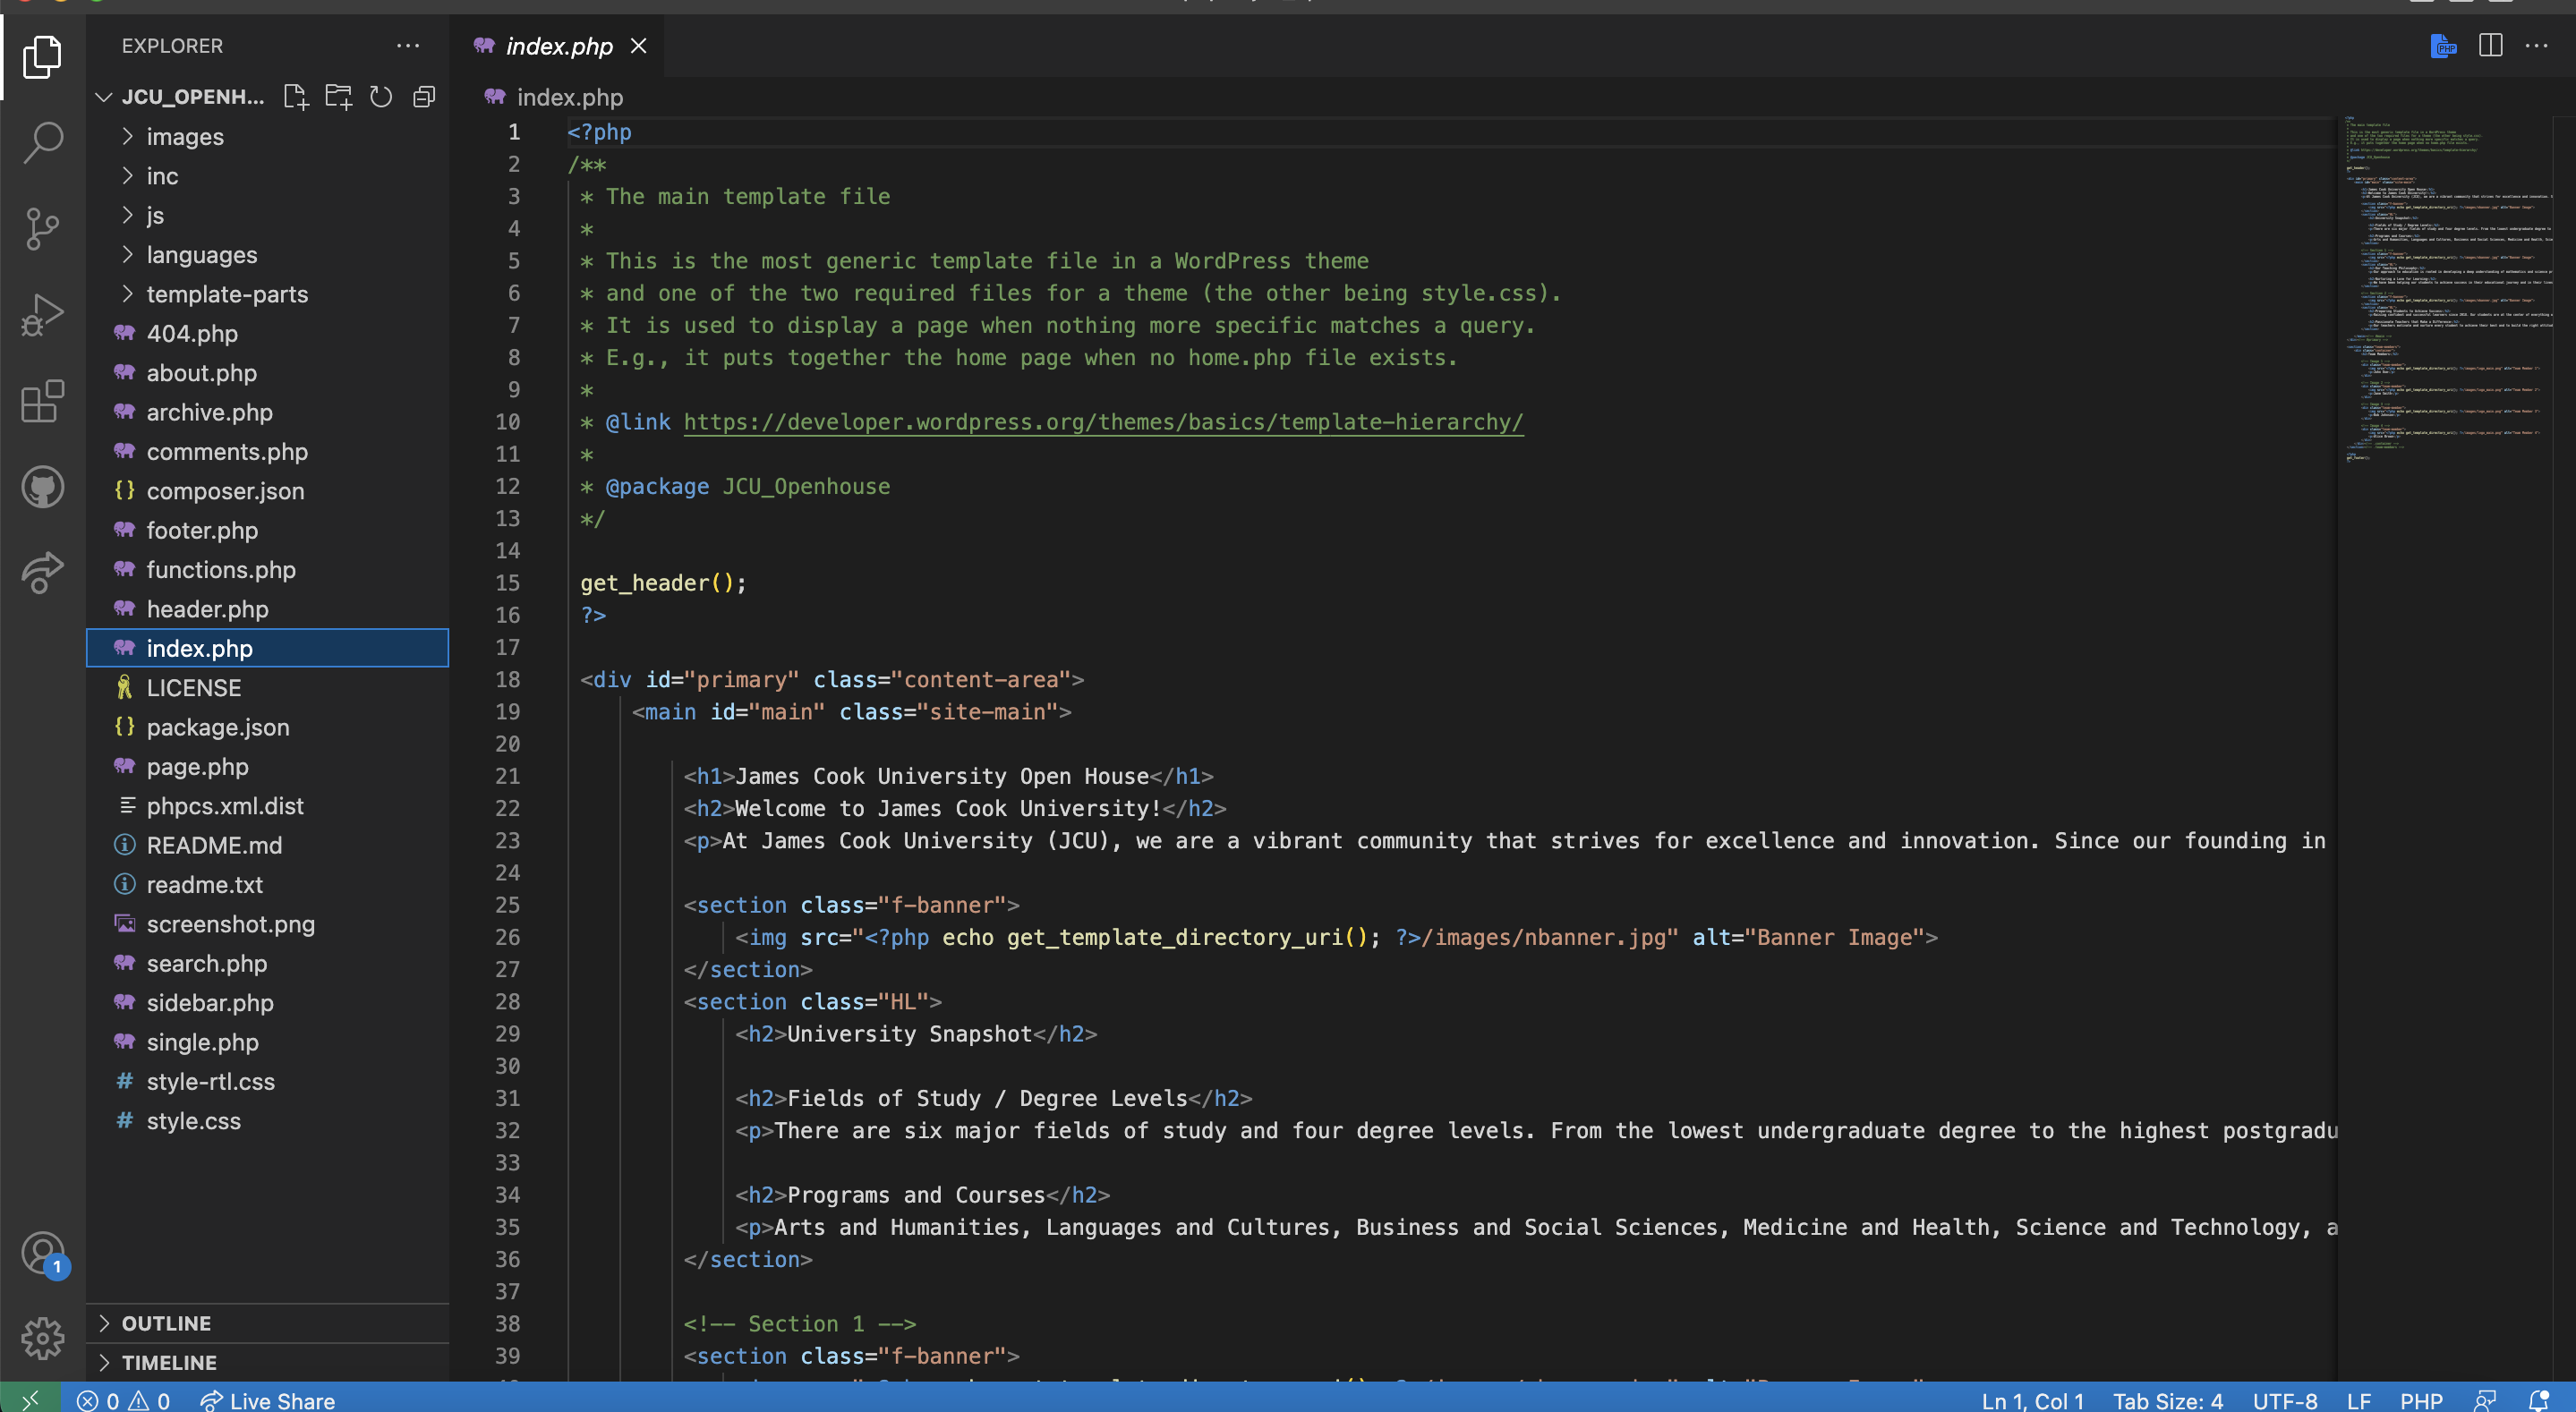 EXPLORER
JCU_OPENH...
images
inc
js
languages
template-parts
404.php
about.php
archive.php
comments.php
composer.json
footer.php
functions.php
header.php
index.php
LICENSE
package.json
page.php
phpcs.xml.dist
README.md
readme.txt
screenshot.png
search.php
sidebar.php
single.php
style-rtl.css
style.css
OUTLINE
TIMELINE
1
index.php
PHP
index.php
1 <?php
2 /**
3 * The main template file
4 *
5 * This is the most generic template file in a WordPress theme
6 * and one of the two required files for a theme (the other being style.css).
7 * It is used to display a page when nothing more specific matches a query.
8 * E.g., it puts together the home page when no home.php file exists.
9 *
10 * @link https://developer.wordpress.org/themes/basics/template-hierarchy/
11 *
12 * @package JCU_Openhouse
13 */
14
15 get_header();
16 ?>
17
18 <div id="primary" class="content-area">
19 <main id="main" class="site-main">
20
21 <h1>James Cook University Open House</h1>
22 <h2>Welcome to James Cook University!</h2>
23 <p>At James Cook University (JCU), we are a vibrant community that strives for excellence and innovation. Since our founding in
24
25 <section class="f-banner">
26 <img src="<?php echo get_template_directory_uri(); ?>/images/nbanner.jpg" alt="Banner Image">
27 </section>
28 <section class="HL">
29 <h2>University Snapshot</h2>
30
31 <h2>Fields of Study / Degree Levels</h2>
32 <p>There are six major fields of study and four degree levels. From the lowest undergraduate degree to the highest postgradu
33
34 <h2>Programs and Courses</h2>
35 <p>Arts and Humanities, Languages and Cultures, Business and Social Sciences, Medicine and Health, Science and Technology, a
36 </section>
37
38 <!-- Section 1 -->
39 <section class="f-banner">
0 0 Live Share Ln 1, Col 1 Tab Size: 4 UTF-8 LF PHP